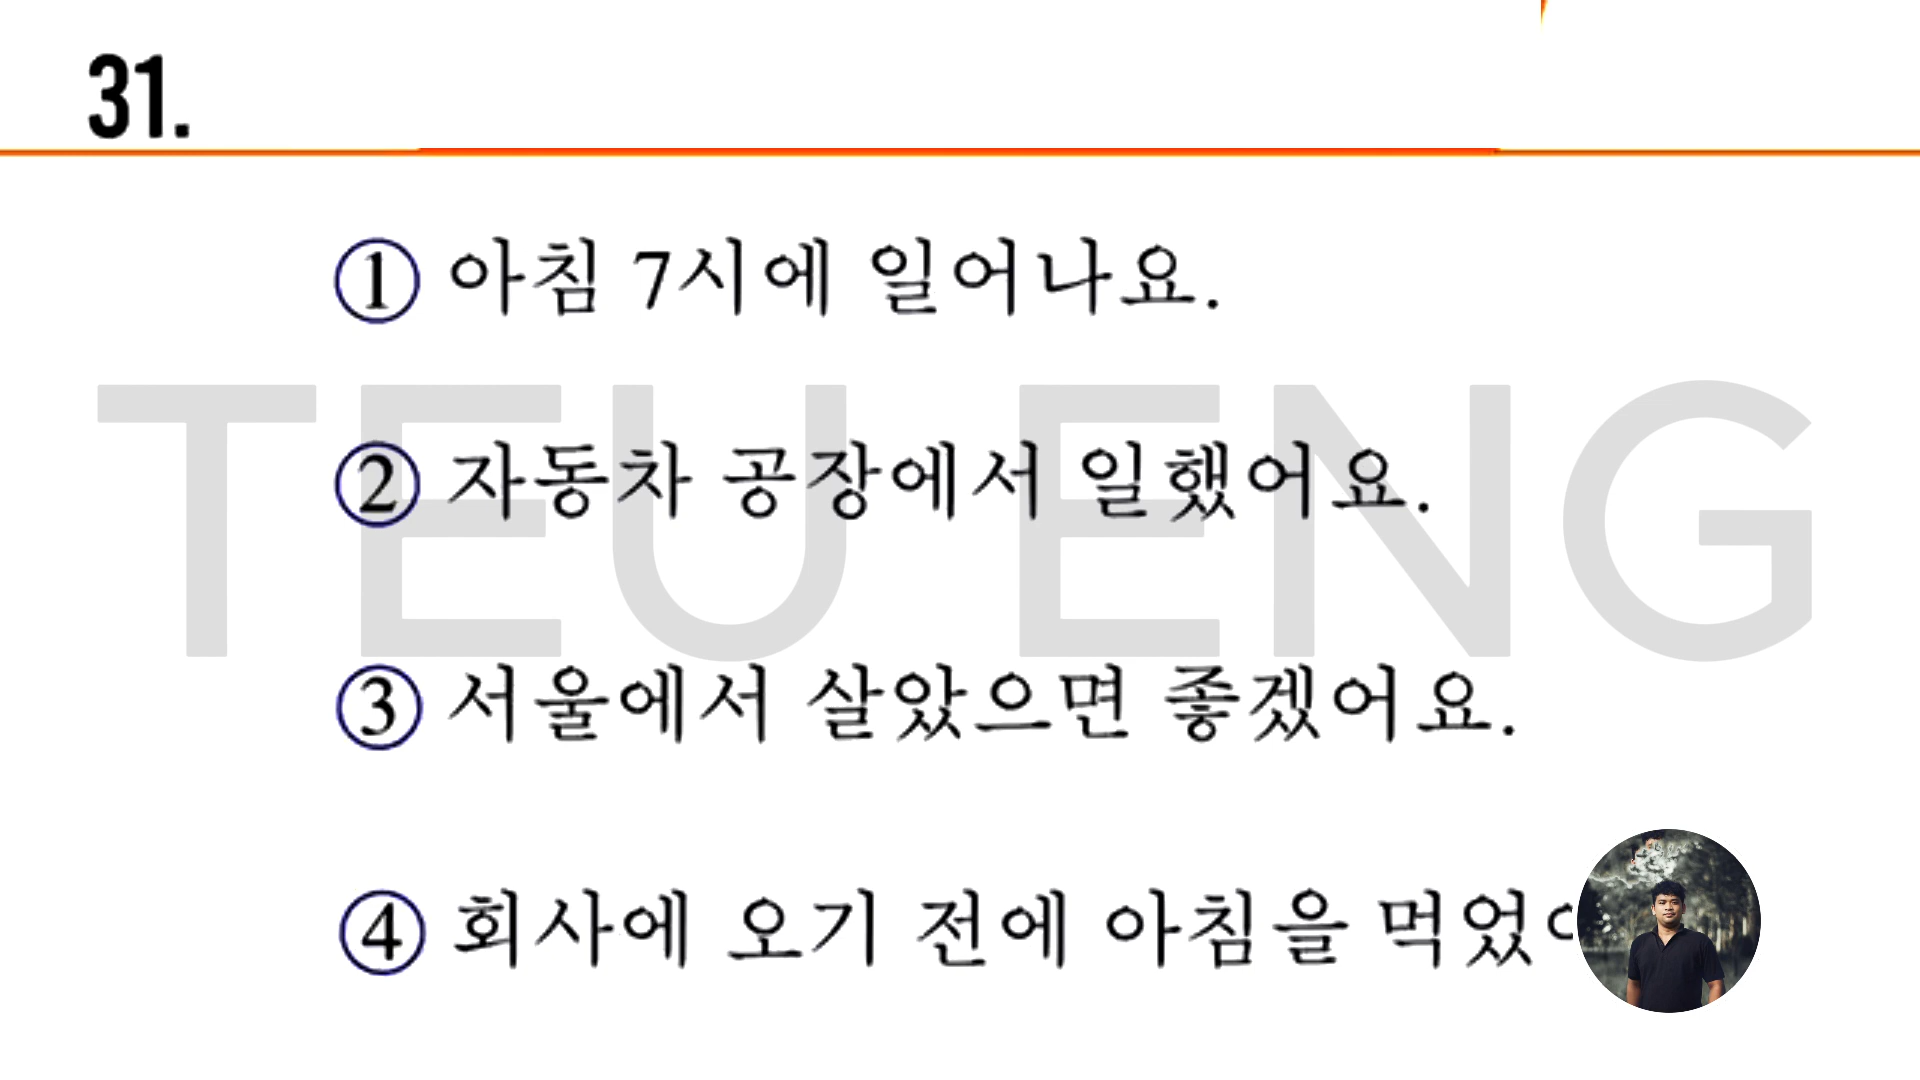 31.
① 아침 7시에 일어나요.
② 자동차 공장에서 일했어요.
TEU ENG
③ 서울에서 살았으면 좋겠어요.
④ 회사에 오기 전에 아침을